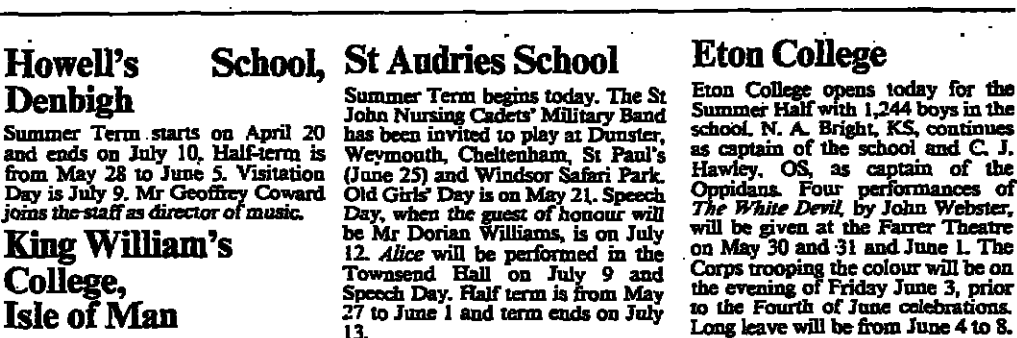 Howell's School,
Denbigh
Summer Term starts on April 20
and ends on July 10. Half-term is
from May 28 to June 5. Visitation
Day is July 9. Mr Geoffrey Coward
joins the staff as director of music.
King William's
College,
Isle of Man
St Audries School
Summer Term begins today. The St
John Nursing Cadets' Military Band
has been invited to play at Dunster,
Weymouth, Cheltenham, St Paul's
(June 25) and Windsor Safari Park.
Old Girls' Day is on May 21. Speech
Day, when the guest of honour will
be Mr Dorian Williams, is on July
12. Alice will be performed in the
Townsend Hall on July 9 and
Speech Day. Half term is from May
27 to June 1 and term ends on July
13.
Eton College
Eton College opens today for the
Summer Half with 1,244 boys in the
school. N. A. Bright, KS, continues
as captain of the school and C. J.
Hawley, OS, as captain of the
Oppidans. Four performances of
The White Devil, by John Webster,
will be given at the Farrer Theatre
on May 30 and 31 and June 1. The
Corps trooping the colour will be on
the evening of Friday June 3, prior
to the Fourth of June celebrations.
Long leave will be from June 4 to 8.